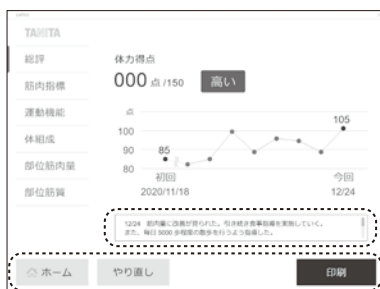 TANITA
総評
筋肉指標
運動機能
体組成
部位筋肉量
部位筋質
体力得点
000 点 /150 高い
点
100
90
80
85
105
初回
2020/11/18
今回
12/24
12/24 筋肉量に改善が見られた。引き続き食事指導を実施していく。
また、毎日 5000 歩程度の散歩を行うよう指導した。
ホーム
やり直し
印刷